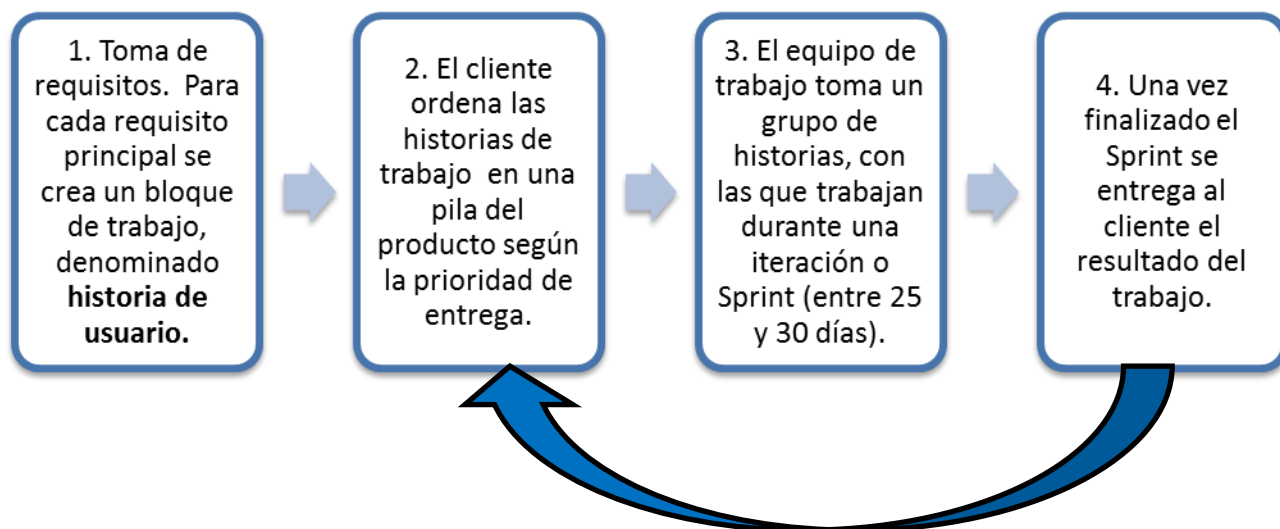 1. Toma de
requisitos. Para
cada requisito
principal se
crea un bloque
de trabajo,
denominado
historia de
usuario.
2. El cliente
ordena las
historias de
trabajo en una
pila del
producto según
la prioridad de
entrega.
3. El equipo de
trabajo toma un
grupo de
historias, con
las que trabajan
durante una
iteración o
Sprint (entre 25
y 30 días).
4. Una vez
finalizado el
Sprint se
entrega al
cliente el
resultado del
trabajo.